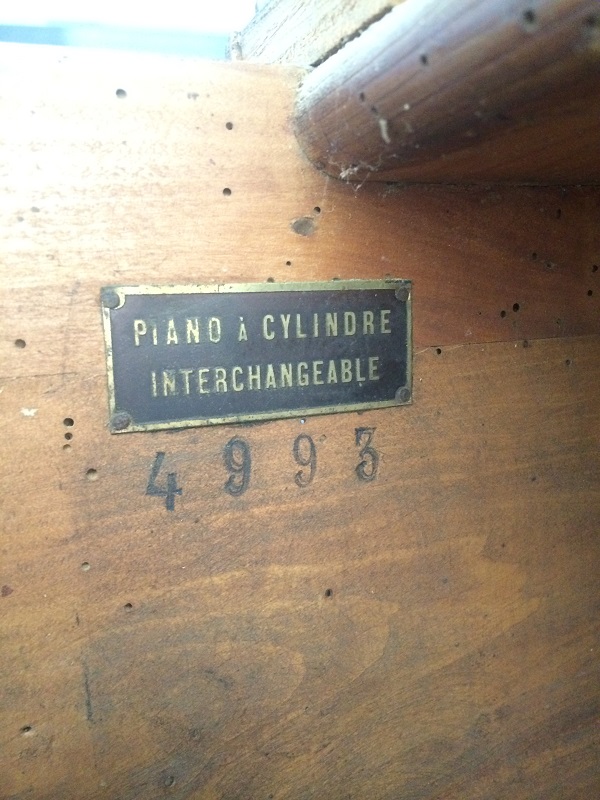 PIANO À CYLINDRE
INTERCHANGEABLE
4993